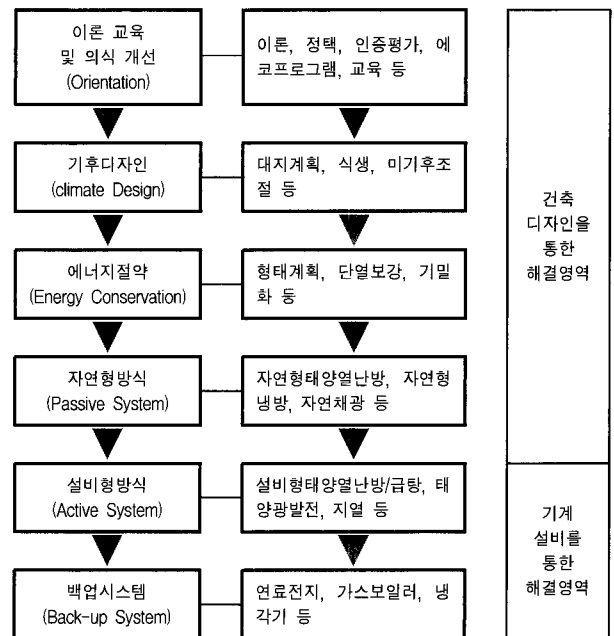 이론 교육
및 의식 개선
(Orientation)
이론, 정택, 인증평가, 에
코프로그램, 교육 등
기후디자인
(climate Design)
대지계획, 식생, 미기후조
절 등
에너지절약
(Energy Conservation)
형태계획, 단열보강, 기밀
화 등
자연형방식
(Passive System)
자연형태양열난방, 자연형
냉방, 자연채광 등
설비형방식
(Active System)
설비형태양열난방/급탕, 태
양광발전, 지열 등
백업시스템
(Back-up System)
연료전지, 가스보일러, 냉
각기 등
건축
디자인을
통한
해결영역
기계
설비를
통한
해결영역